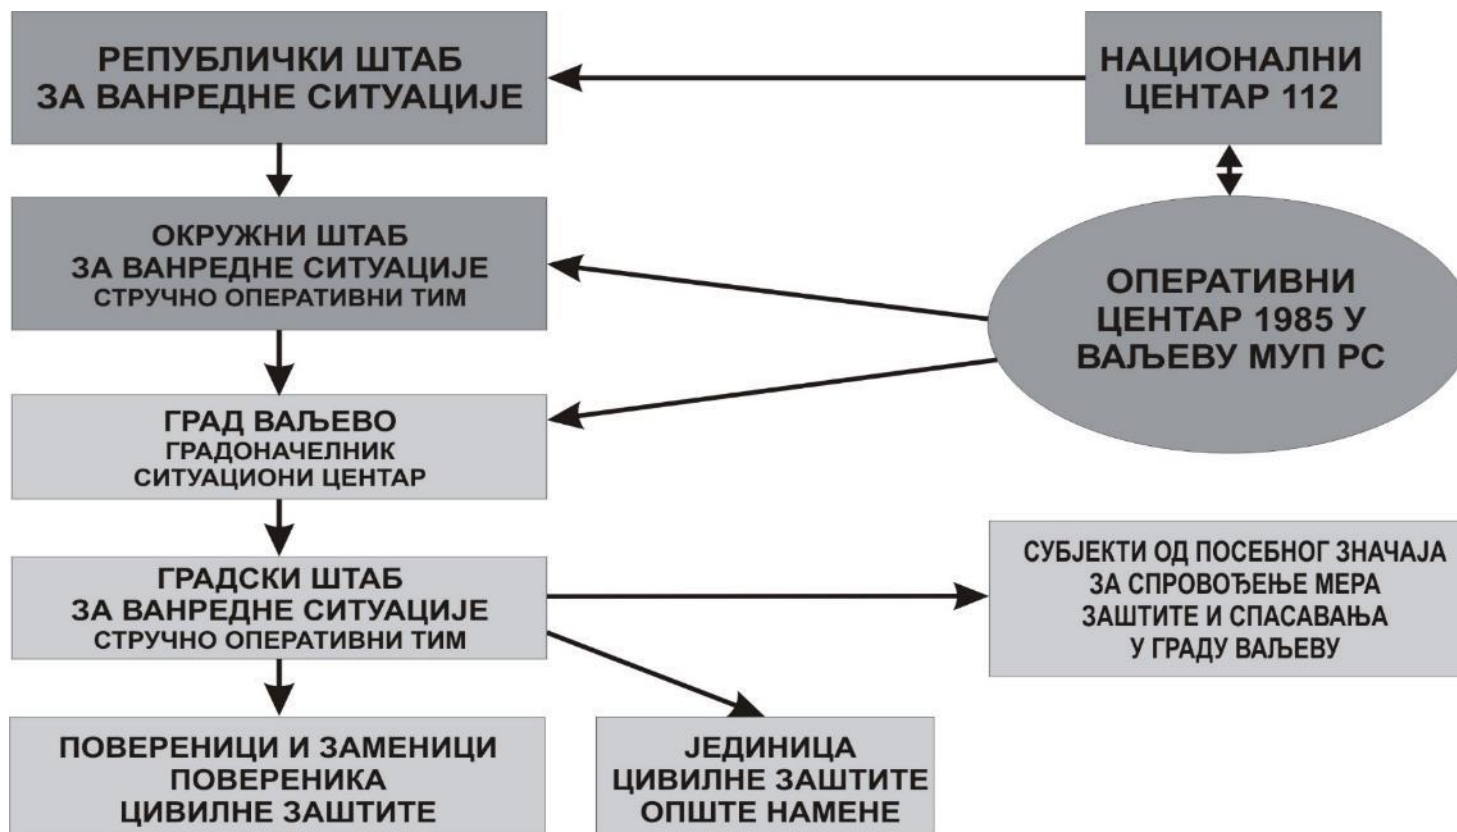 РЕПУБЛИЧКИ ШТАБ
ЗА ВАНРЕДНЕ СИТУАЦИЈЕ
НАЦИОНАЛНИ
ЦЕНТАР 112
ОКРУЖНИ ШТАБ
ЗА ВАНРЕДНЕ СИТУАЦИЈЕ
СТРУЧНО ОПЕРАТИВНИ ТИМ
ОПЕРАТИВНИ
ЦЕНТАР 1985 У
ВАЉЕВУ МУП РС
ГРАД ВАЉЕВО
ГРАДОНАЧЕЛНИК
СИТУАЦИОНИ ЦЕНТАР
ГРАДСКИ ШТАБ
ЗА ВАНРЕДНЕ СИТУАЦИЈЕ
СТРУЧНО ОПЕРАТИВНИ ТИМ
СУБЈЕКТИ ОД ПОСЕБНОГ ЗНАЧАЈА
ЗА СПРОВОЂЕЊЕ МЕРА
ЗАШТИТЕ И СПАСАВАЊА
У ГРАДУ ВАЉЕВУ
ПОВЕРЕНИЦИ И ЗАМЕНИЦИ
ПОВЕРЕНИКА
ЦИВИЛНЕ ЗАШТИТЕ
ЈЕДИНИЦА
ЦИВИЛНЕ ЗАШТИТЕ
ОПШТЕ НАМЕНЕ